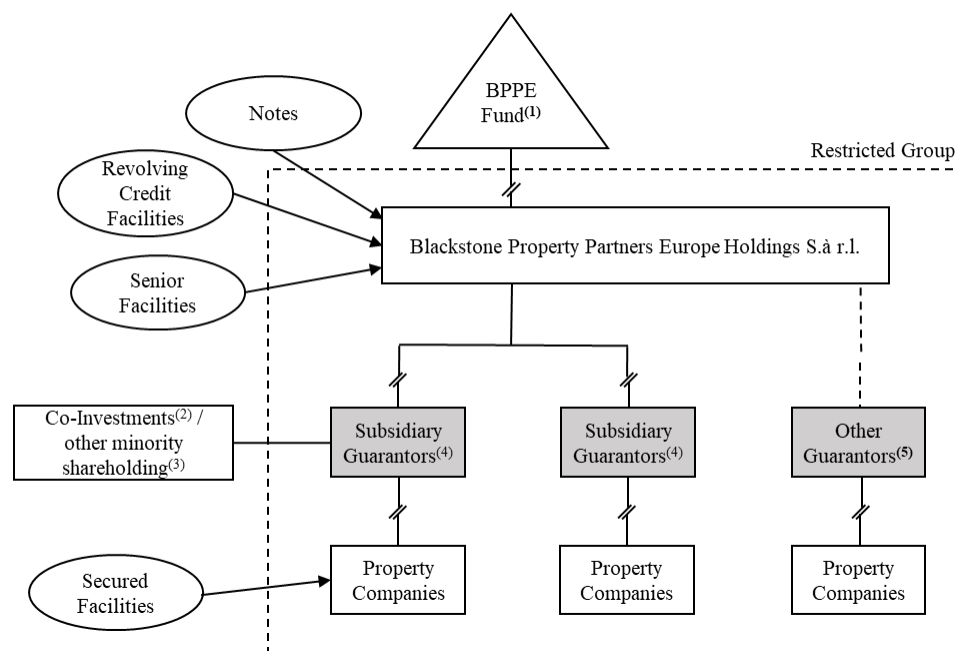 BPPE
Fund(1)
Notes
Restricted Group
Revolving
Credit
Facilities
Blackstone Property Partners Europe Holdings S.à r.l.
Senior
Facilities
Co-Investments(2) /
other minority
shareholding(3)
Subsidiary
Guarantors(4)
Subsidiary
Guarantors(4)
Other
Guarantors(5)
Secured
Facilities
Property
Companies
Property
Companies
Property
Companies